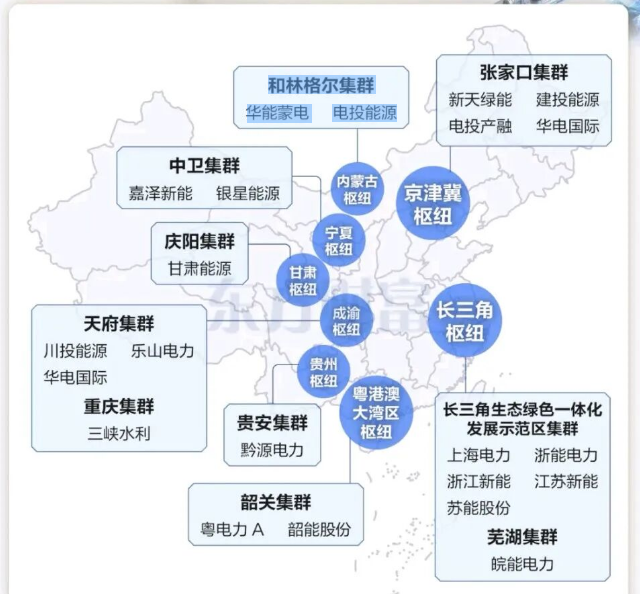 和林格尔集群
华能蒙电 电投能源
张家口集群
新天绿能 建投能源
电投产融 华电国际
中卫集群
嘉泽新能 银星能源
内蒙古
枢纽
京津冀
枢纽
庆阳集群
甘肃能源
宁夏
枢纽
甘肃
枢纽
天府集群
川投能源 乐山电力
华电国际
重庆集群
三峡水利
成渝
枢纽
长三角
枢纽
贵州
枢纽
粤港澳
大湾区
枢纽
贵安集群
黔源电力
长三角生态绿色一体化
发展示范区集群
上海电力 浙能电力
浙江新能 江苏新能
苏能股份
芜湖集群
皖能电力
韶关集群
粤电力 A 韶能股份
东方财富